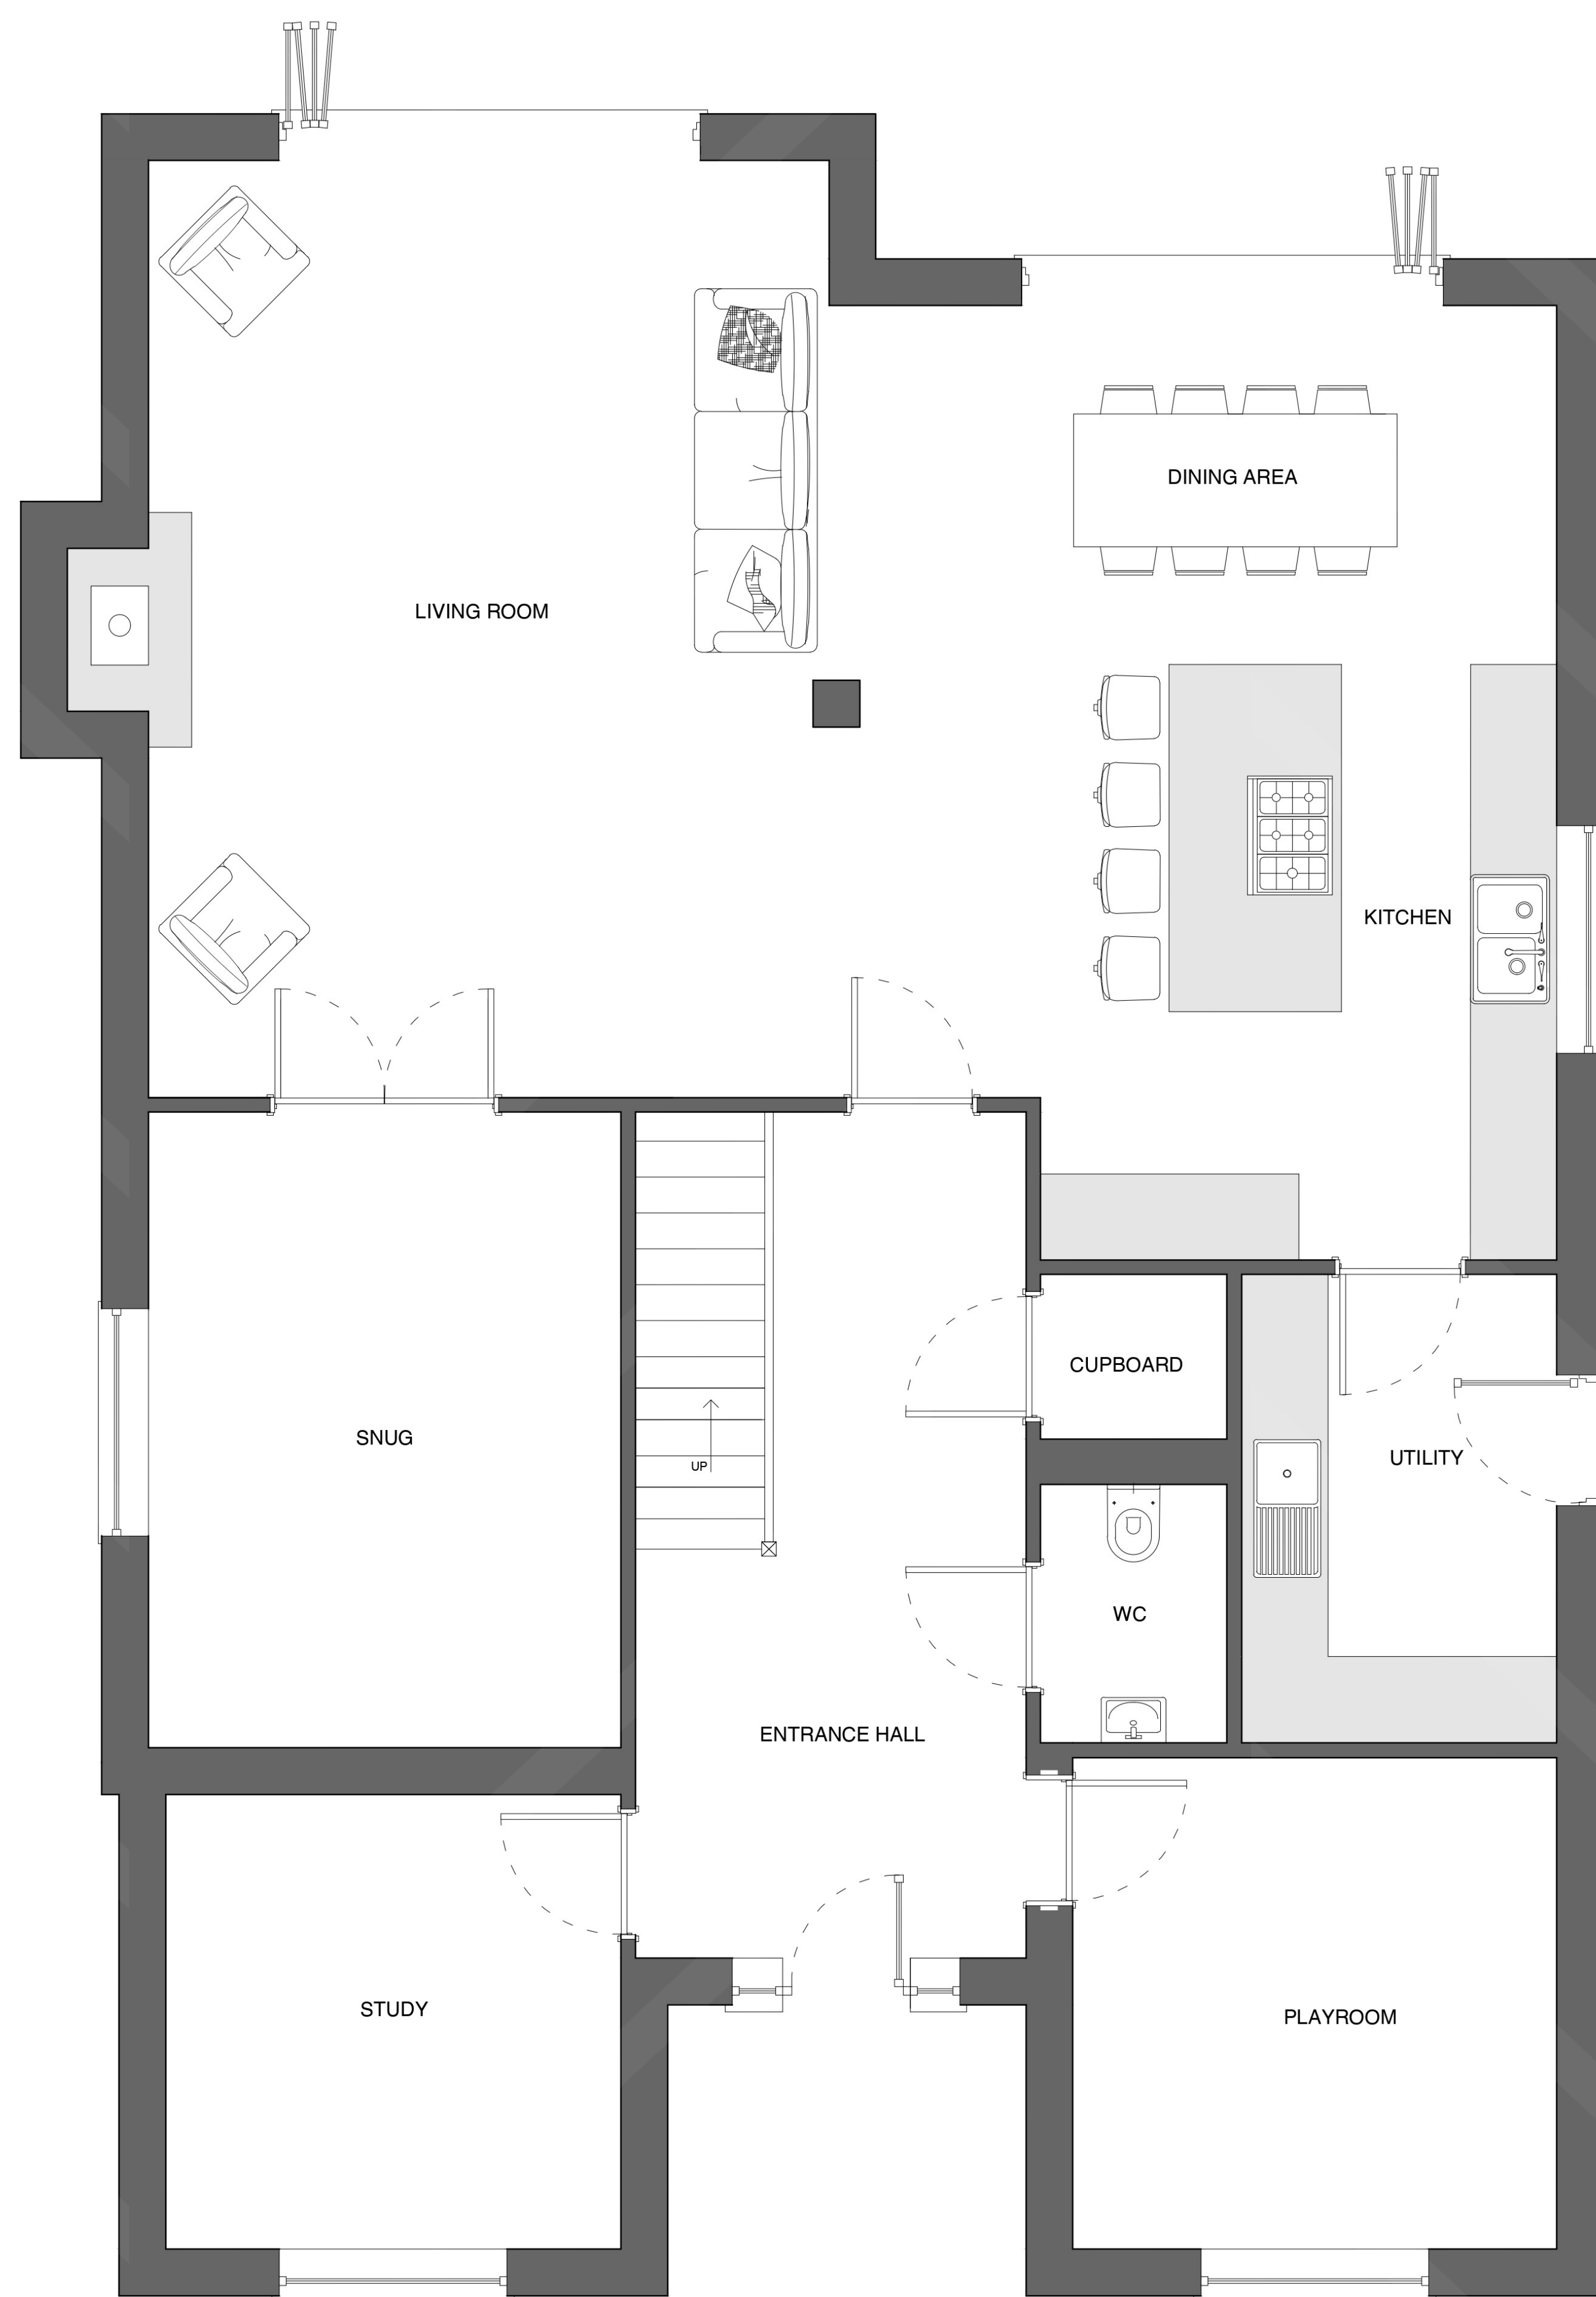 DINING AREA
LIVING ROOM
KITCHEN
CUPBOARD
SNUG
UP
UTILITY
WC
ENTRANCE HALL
STUDY
PLAYROOM